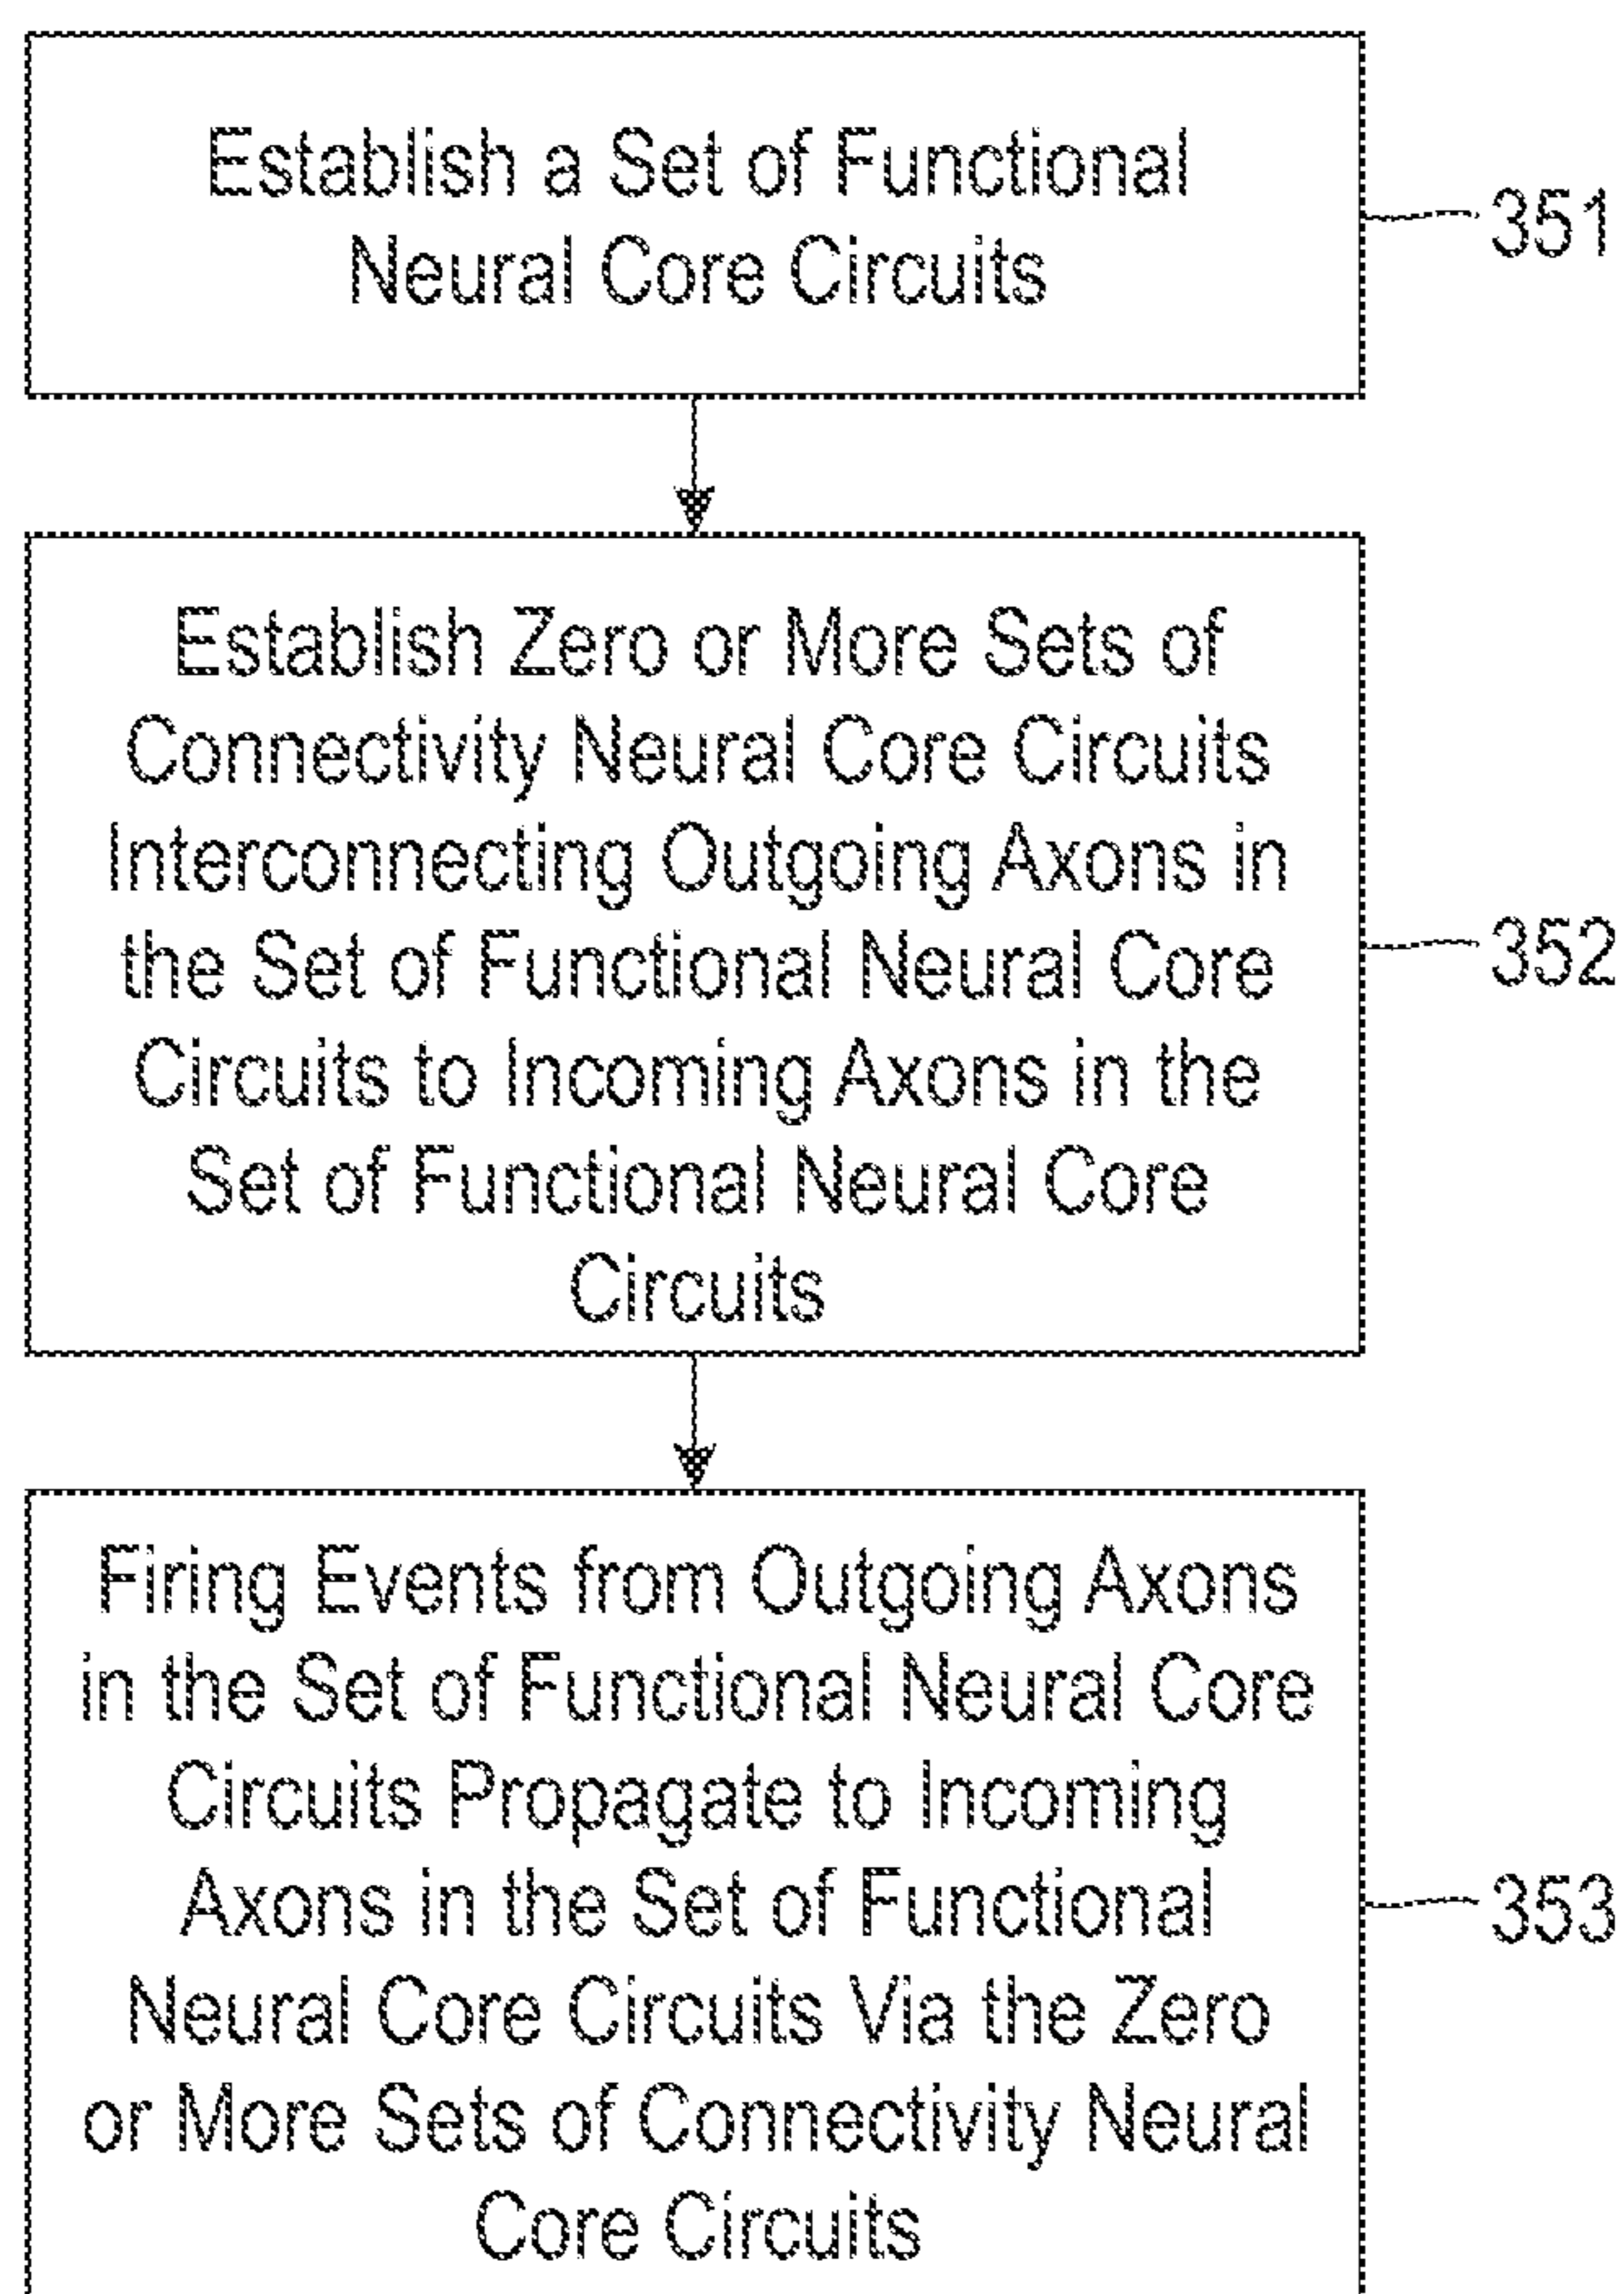 Establish a Set of Functional
Neural Core Circuits
351
Establish Zero or More Sets of
Connectivity Neural Core Circuits
Interconnecting Outgoing Axons in
the Set of Functional Neural Core
Circuits to Incoming Axons in the
Set of Functional Neural Core
Circuits
352
Firing Events from Outgoing Axons
in the Set of Functional Neural Core
Circuits Propagate to Incoming
Axons in the Set of Functional
Neural Core Circuits Via the Zero
or More Sets of Connectivity Neural
Core Circuits
353